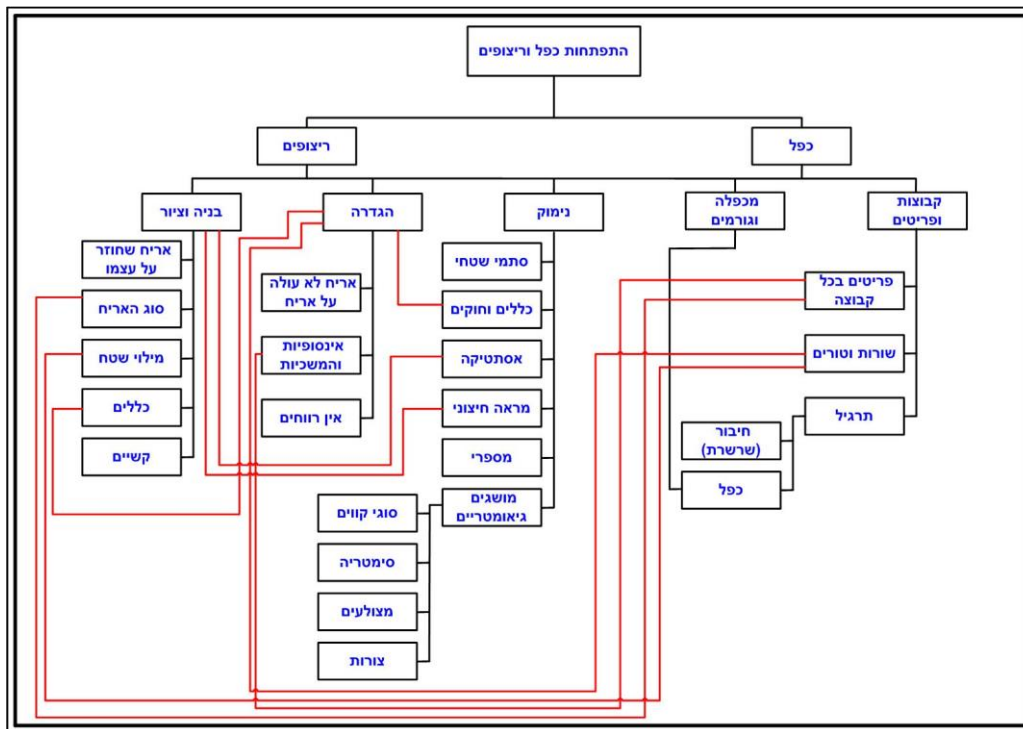 התפתחות כפל וריצופים
כפל
ריצופים
קבוצות
ופריטים
מכפלה
וגורמים
נימוק
הגדרה
בניה וציור
פריטים בכל
קבוצה
שורות וטורים
תרגיל
חיבור
(שרשרת)
כפל
סתמי שטחי
כללים וחוקים
אסתטיקה
מראה חיצוני
מספרי
מושגים
גיאומטריים
סוגי קווים
סימטריה
מצולעים
צורות
אריח לא עולה
על אריח
אינסופיות
והמשכיות
אין רווחים
אריח שחוזר
על עצמו
סוג האריח
מילוי שטח
כללים
קשיים